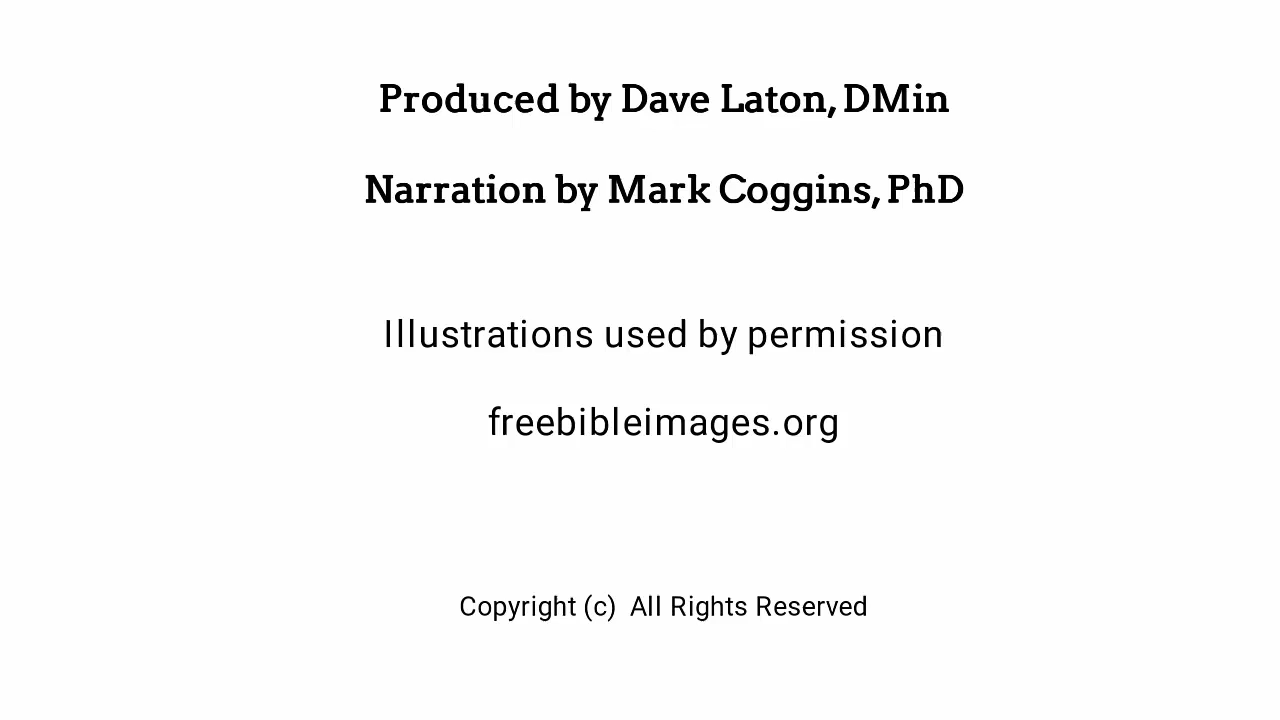 Produced by Dave Laton, DMin
Narration by Mark Coggins, PhD
Illustrations used by permission
freebibleimages.org
Copyright (c)  All Rights Reserved